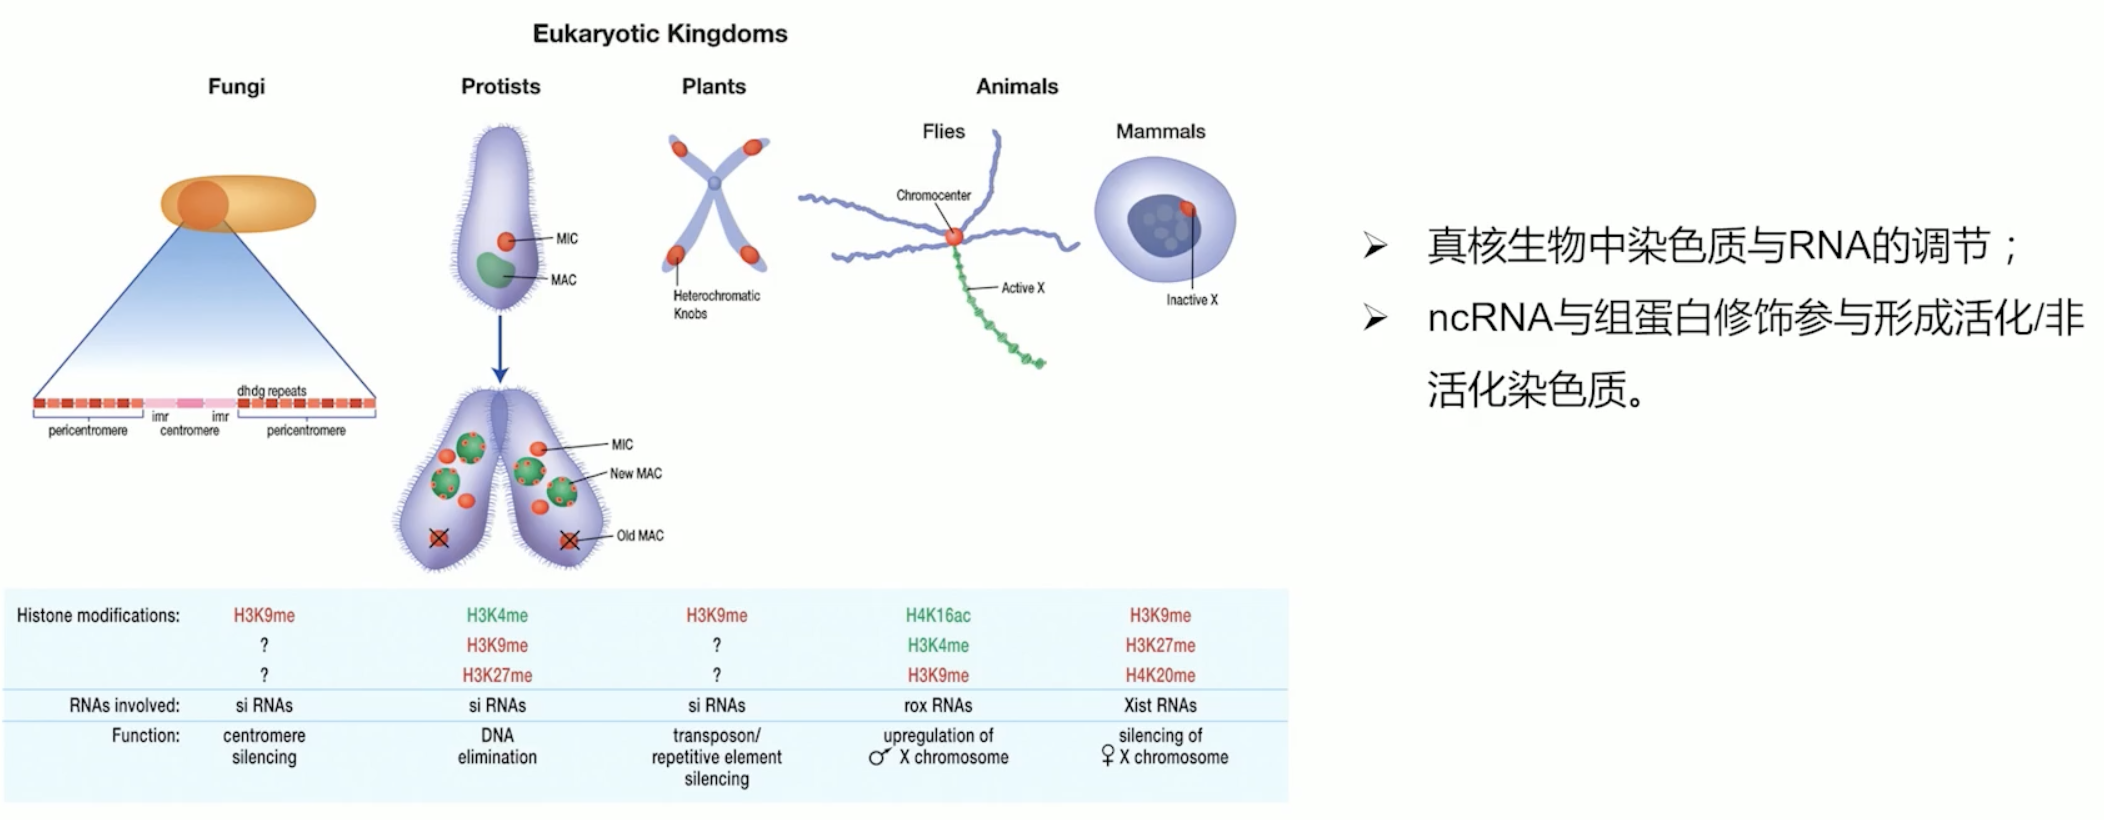 Eukaryotic Kingdoms
Fungi
Protists
Plants
Animals
Flies
Mammals
Chromocenter
MIC
MAC
Heterochromatic
Knobs
Active X
Inactive X
dhdg repeats
imr
imr
pericentromere
centromere
pericentromere
MIC
New MAC
Old MAC
Histone modifications: H3K9me H3K4me H3K9me H4K16ac H3K9me
? H3K9me ? H3K4me H3K27me
? H3K27me ? H3K9me H4K20me
RNAs involved: si RNAs si RNAs si RNAs rox RNAs Xist RNAs
Function: centromere DNA transposon/ upregulation of silencing of
silencing elimination repetitive element ♂ X chromosome ♀ X chromosome
silencing
➢ 真核生物中染色质与RNA的调节；
➢ ncRNA与组蛋白修饰参与形成活化/非
活化染色质。